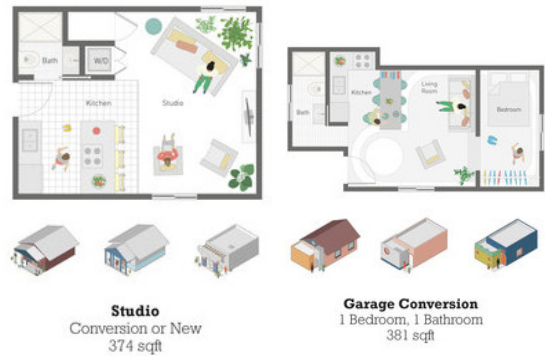 Bath
W/D
Kitchen
Studio
Bath
Kitchen
Living
Room
Bedroom
Studio
Conversion or New
374 sqft
Garage Conversion
1 Bedroom, 1 Bathroom
381 sqft